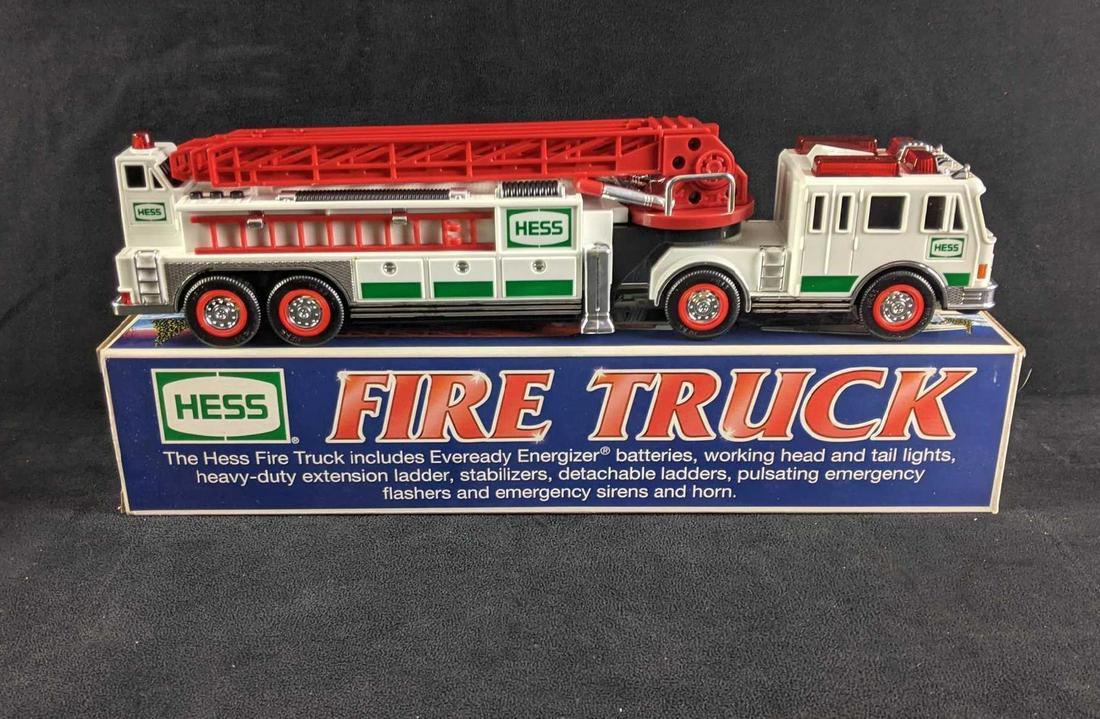 HESS
HESS
HESS
HESS
FIRE TRUCK
The Hess Fire Truck includes Eveready Energizer® batteries, working head and tail lights,
heavy-duty extension ladder, stabilizers, detachable ladders, pulsating emergency
flashers and emergency sirens and horn.